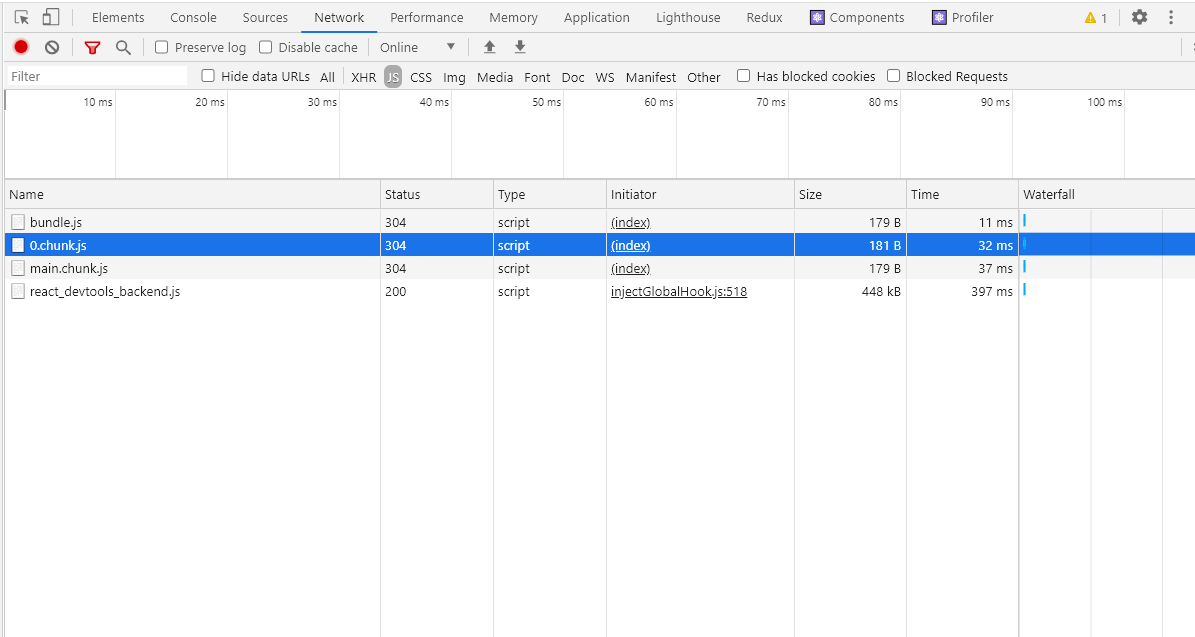 Elements Console Sources Network Performance Memory Application Lighthouse Redux Components Profiler 1
Preserve log Disable cache Online
Filter Hide data URLs All XHR JS CSS Img Media Font Doc WS Manifest Other Has blocked cookies Blocked Requests
10 ms 20 ms 30 ms 40 ms 50 ms 60 ms 70 ms 80 ms 90 ms 100 ms
Name Status Type Initiator Size Time Waterfall
bundle.js 304 script (index) 179 B 11 ms
0.chunk.js 304 script (index) 181 B 32 ms
main.chunk.js 304 script (index) 179 B 37 ms
react_devtools_backend.js 200 script injectGlobalHook.js:518 448 kB 397 ms